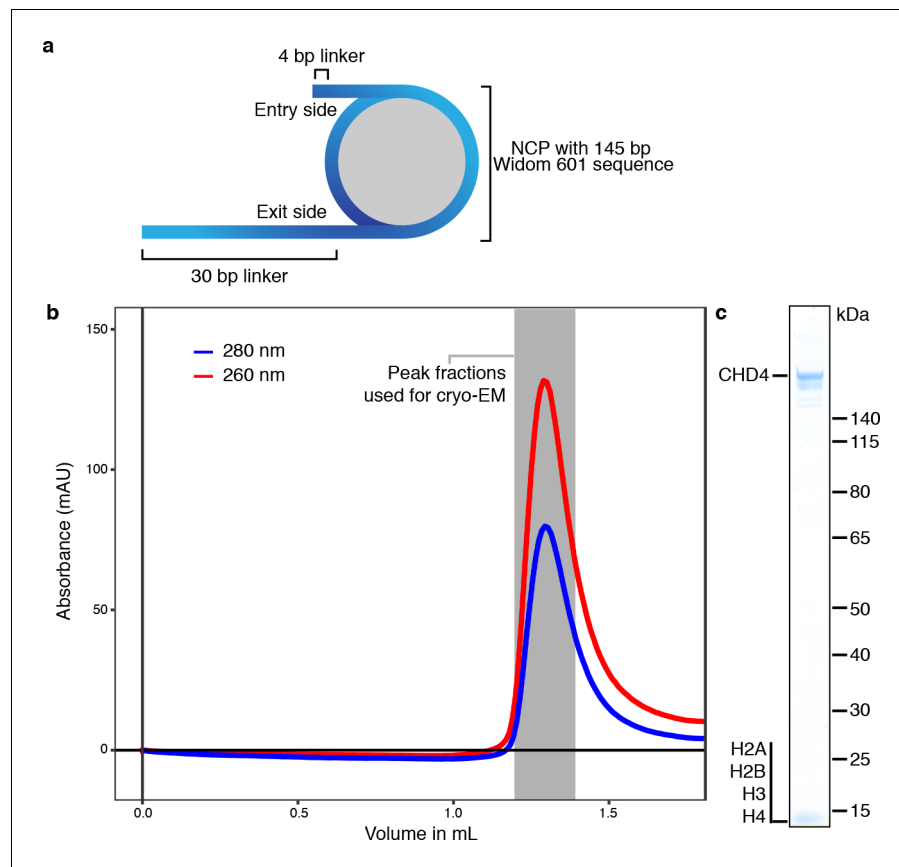 a
4 bp linker
Entry side
NCP with 145 bp
Widom 601 sequence
Exit side
30 bp linker
b
150
100
50
0
Absorbance (mAU)
280 nm
260 nm
Peak fractions
used for cryo-EM
0.0
0.5
1.0
1.5
Volume in mL
c
kDa
CHD4
140
115
80
65
50
40
30
25
15
H2A
H2B
H3
H4